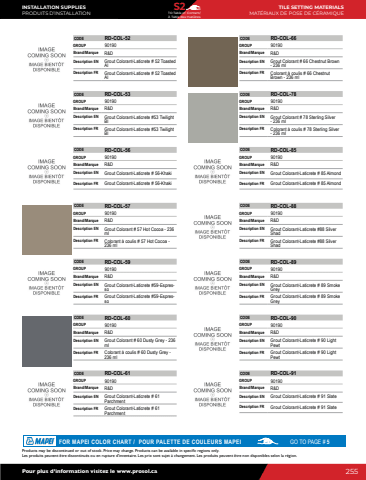 INSTALLATION SUPPLIES
PRODUITS D'INSTALLATION
S2
TILE SETTING MATERIALS
MATÉRIAUX DE POSE DE CÉRAMIQUE
IMAGE
COMING SOON
IMAGE BIENTÔT
DISPONIBLE
CODE RD-COL-52
GROUP 90190
Brand/Marque R&D
Description EN Grout Colorant-Laticrete # 52 Toasted
Al
Description FR Grout Colorant-Laticrete # 52 Toasted
Al
IMAGE
COMING SOON
IMAGE BIENTÔT
DISPONIBLE
CODE RD-COL-53
GROUP 90190
Brand/Marque R&D
Description EN Grout Colorant-Laticrete #53 Twilight
Bl
Description FR Grout Colorant-Laticrete #53 Twilight
Bl
IMAGE
COMING SOON
IMAGE BIENTÔT
DISPONIBLE
CODE RD-COL-56
GROUP 90190
Brand/Marque R&D
Description EN Grout Colorant-Laticrete # 56-Khaki
Description FR Grout Colorant-Laticrete # 56-Khaki
CODE RD-COL-57
GROUP 90190
Brand/Marque R&D
Description EN Grout Colorant # 57 Hot Cocoa - 236
ml
Description FR Colorant à coulis # 57 Hot Cocoa -
236 ml
IMAGE
COMING SOON
IMAGE BIENTÔT
DISPONIBLE
CODE RD-COL-59
GROUP 90190
Brand/Marque R&D
Description EN Grout Colorant-Laticrete #59-Espres-
so
Description FR Grout Colorant-Laticrete #59-Espres-
so
CODE RD-COL-60
GROUP 90190
Brand/Marque R&D
Description EN Grout Colorant # 60 Dusty Grey - 236
ml
Description FR Colorant à coulis # 60 Dusty Grey -
236 ml
IMAGE
COMING SOON
IMAGE BIENTÔT
DISPONIBLE
CODE RD-COL-61
GROUP 90190
Brand/Marque R&D
Description EN Grout Colorant-Laticrete # 61
Parchment
Description FR Grout Colorant-Laticrete # 61
Parchment
CODE RD-COL-66
GROUP 90190
Brand/Marque R&D
Description EN Grout Colorant # 66 Chestnut Brown
- 236 ml
Description FR Colorant à coulis # 66 Chestnut
Brown - 236 ml
CODE RD-COL-78
GROUP 90190
Brand/Marque R&D
Description EN Grout Colorant # 78 Sterling Silver
- 236 ml
Description FR Colorant à coulis # 78 Sterling Silver
- 236 ml
IMAGE
COMING SOON
IMAGE BIENTÔT
DISPONIBLE
CODE RD-COL-85
GROUP 90190
Brand/Marque R&D
Description EN Grout Colorant-Laticrete # 85 Almond
Description FR Grout Colorant-Laticrete # 85 Almond
IMAGE
COMING SOON
IMAGE BIENTÔT
DISPONIBLE
CODE RD-COL-88
GROUP 90190
Brand/Marque R&D
Description EN Grout Colorant-Laticrete #88 Silver
Shad
Description FR Grout Colorant-Laticrete #88 Silver
Shad
IMAGE
COMING SOON
IMAGE BIENTÔT
DISPONIBLE
CODE RD-COL-89
GROUP 90190
Brand/Marque R&D
Description EN Grout Colorant-Laticrete # 89 Smoke
Grey
Description FR Grout Colorant-Laticrete # 89 Smoke
Grey
IMAGE
COMING SOON
IMAGE BIENTÔT
DISPONIBLE
CODE RD-COL-90
GROUP 90190
Brand/Marque R&D
Description EN Grout Colorant-Laticrete # 90 Light
Pewt
Description FR Grout Colorant-Laticrete # 90 Light
Pewt
IMAGE
COMING SOON
IMAGE BIENTÔT
DISPONIBLE
CODE RD-COL-91
GROUP 90190
Brand/Marque R&D
Description EN Grout Colorant-Laticrete # 91 Slate
Description FR Grout Colorant-Laticrete # 91 Slate
MAPEI FOR MAPEI COLOR CHART / POUR PALETTE DE COULEURS MAPEI GO TO PAGE # 5
Products may be discontinued or out of stock. Price may change. Products can be available in specific regions only.
Les produits peuvent être discontinués ou en rupture d'inventaire. Les prix sont sujet à changement. Les produits peuvent être non disponibles selon la région.
Pour plus d'information visitez le www.prosol.ca
255